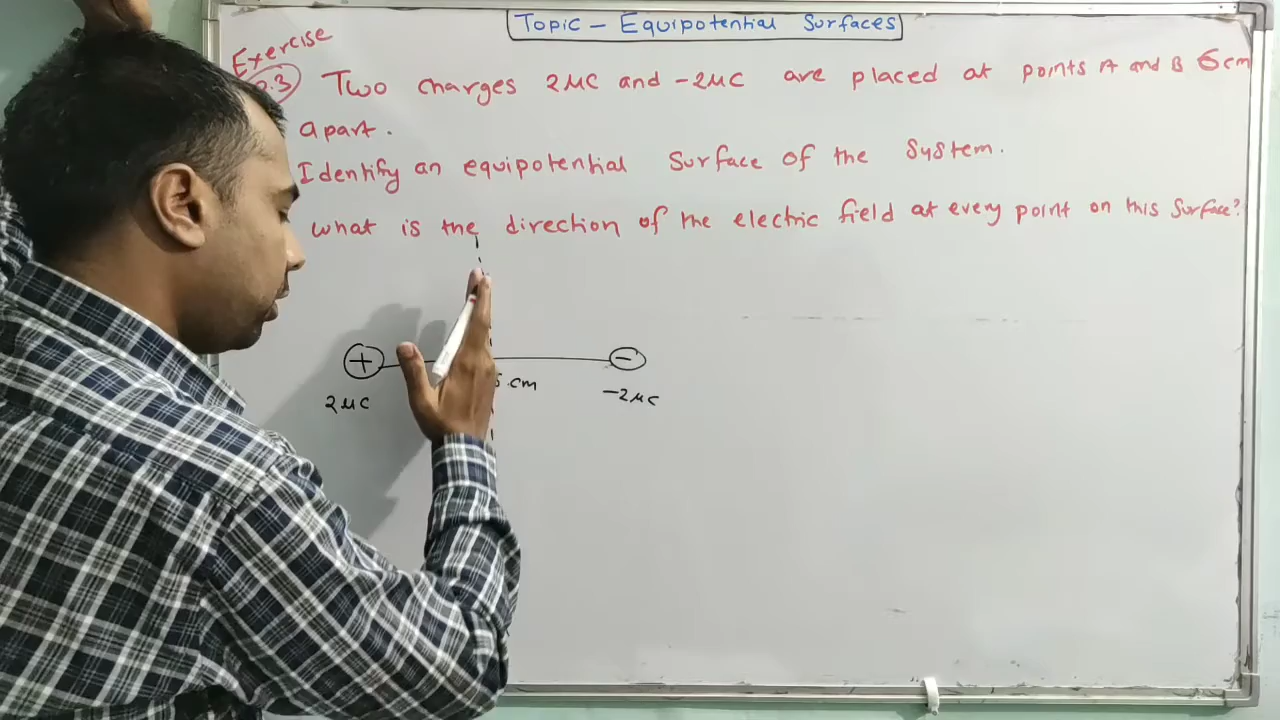 Topic - Equipotential Surfaces
Exercise
2.3 Two charges 2μC and -2μC are placed at points A and B 6cm
apart.
Identify an equipotential Surface of the System.
what is the direction of the electric field at every point on this Surface?
+ -
cm
2μC -2μC